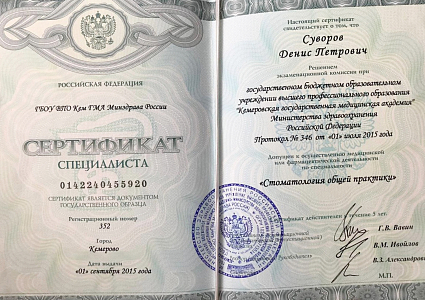 РОССИЙСКАЯ ФЕДЕРАЦИЯ
ГБОУ ВПО Кем ГМА Минздрава России
СЕРТИФИКАТ
СПЕЦИАЛИСТА
0142240455920
СЕРТИФИКАТ ЯВЛЯЕТСЯ ДОКУМЕНТОМ
ГОСУДАРСТВЕННОГО ОБРАЗЦА
Регистрационный номер
352
Город
Кемерово
Дата выдачи
«01» сентября 2015 года
Настоящий сертификат
свидетельствует о том, что
Суворов
Денис Петрович
Решением
экзаменационной комиссии при
государственном бюджетном образовательном
учреждении высшего профессионального образования
"Кемеровская государственная медицинская академия"
Министерства здравоохранения
Российской Федерации
Протокол № 346 от «01» июля 2015 года
Допущен к осуществлению медицинской
или фармацевтической деятельности
по специальности
«Стоматология общей практики»
Сертификат действителен в течение 5 лет.
Г.В. Вавин
В.М. Ивойлов
В.З. Александров
М.П.